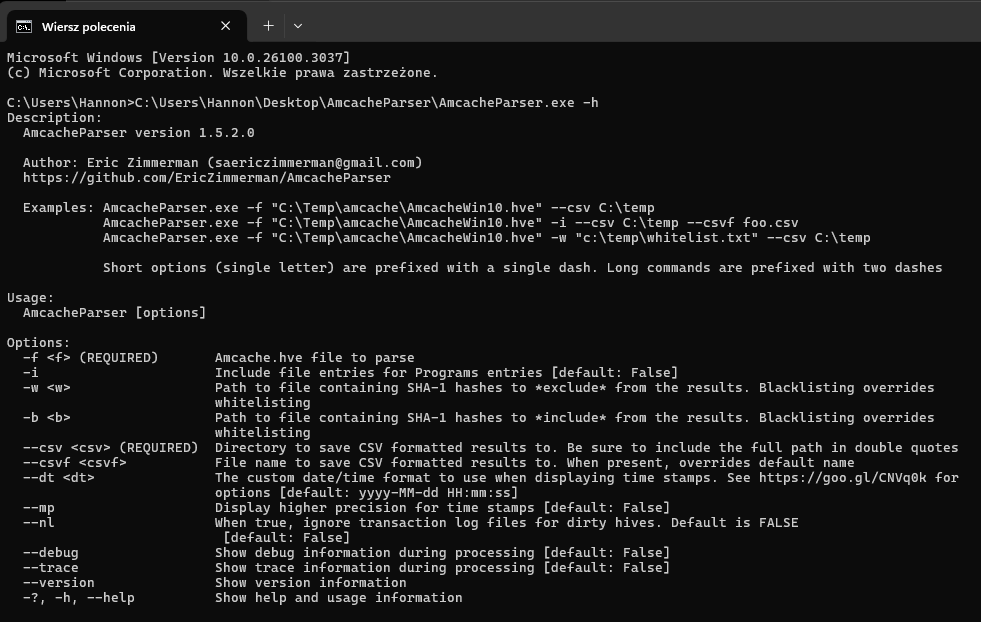 Wiersz polecenia
Microsoft Windows [Version 10.0.26100.3037]
(c) Microsoft Corporation. Wszelkie prawa zastrzeżone.
C:\Users\Hannon>C:\Users\Hannon\Desktop\AmcacheParser\AmcacheParser.exe -h
Description:
AmcacheParser version 1.5.2.0
Author: Eric Zimmerman (saericzimmerman@gmail.com)
https://github.com/EricZimmerman/AmcacheParser
Examples: AmcacheParser.exe -f "C:\Temp\amcache\AmcacheWin10.hve" --csv C:\temp
AmcacheParser.exe -f "C:\Temp\amcache\AmcacheWin10.hve" -i --csv C:\temp --csvf foo.csv
AmcacheParser.exe -f "C:\Temp\amcache\AmcacheWin10.hve" -w "c:\temp\whitelist.txt" --csv C:\temp
Short options (single letter) are prefixed with a single dash. Long commands are prefixed with two dashes
Usage:
AmcacheParser [options]
Options:
-f <f> (REQUIRED) Amcache.hve file to parse
-i Include file entries for Programs entries [default: False]
-w <w> Path to file containing SHA-1 hashes to *exclude* from the results. Blacklisting overrides
whitelisting
-b <b> Path to file containing SHA-1 hashes to *include* from the results. Blacklisting overrides
whitelisting
--csv <csv> (REQUIRED) Directory to save CSV formatted results to. Be sure to include the full path in double quotes
--csvf <csvf> File name to save CSV formatted results to. When present, overrides default name
--dt <dt> The custom date/time format to use when displaying time stamps. See https://goo.gl/CNVq0k for
options [default: yyyy-MM-dd HH:mm:ss]
--mp Display higher precision for time stamps [default: False]
--nl When true, ignore transaction log files for dirty hives. Default is FALSE
[default: False]
--debug Show debug information during processing [default: False]
--trace Show trace information during processing [default: False]
--version Show version information
-?, -h, --help Show help and usage information